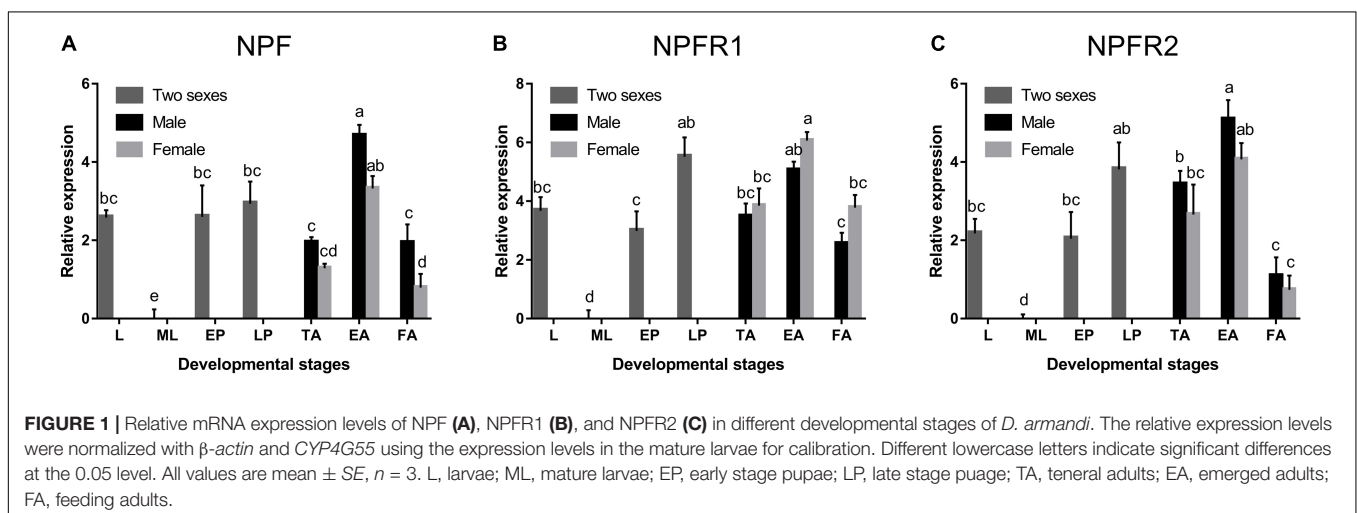 A NPF
6
4
2
0
Relative expression
Two sexes
Male
Female
bc
e
bc
bc
c
cd
a
ab
c
d
L ML EP LP TA EA FA
Developmental stages
B NPFR1
8
6
4
2
0
Relative expression
Two sexes
Male
Female
bc
d
c
ab
bc
bc
ab
a
c
bc
L ML EP LP TA EA FA
Developmental stages
C NPFR2
6
4
2
0
Relative expression
Two sexes
Male
Female
bc
d
bc
ab
b
bc
a
ab
c
c
L ML EP LP TA EA FA
Developmental stages
FIGURE 1 | Relative mRNA expression levels of NPF (A), NPFR1 (B), and NPFR2 (C) in different developmental stages of D. armandi. The relative expression levels
were normalized with β-actin and CYP4G55 using the expression levels in the mature larvae for calibration. Different lowercase letters indicate significant differences
at the 0.05 level. All values are mean ± SE, n = 3. L, larvae; ML, mature larvae; EP, early stage pupae; LP, late stage puage; TA, teneral adults; EA, emerged adults;
FA, feeding adults.